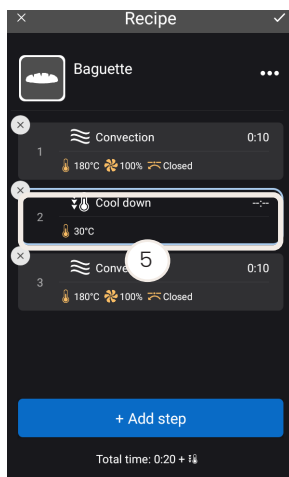 Recipe
Baguette
1
Convection 0:10
180°C 100% Closed
2
Cool down --:--
30°C
5
3
Conve 0:10
180°C 100% Closed
+ Add step
Total time: 0:20 +